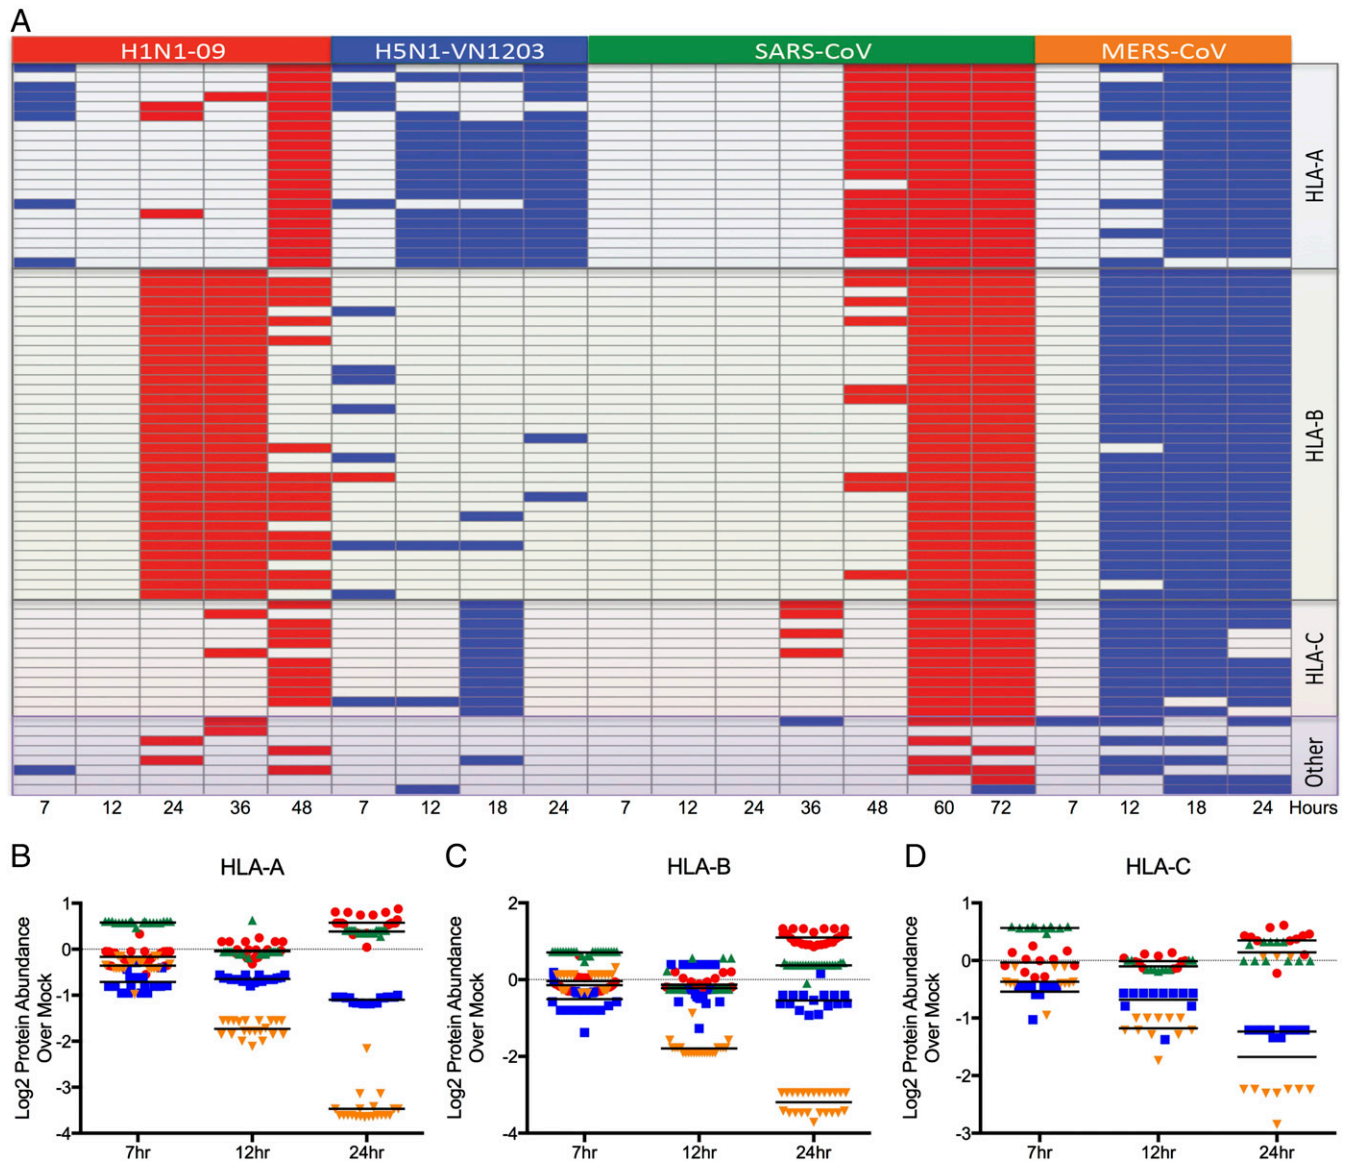 A
H1N1-09 H5N1-VN1203 SARS-CoV MERS-CoV
HLA-A
HLA-B
HLA-C
Other
7 12 24 36 48 7 12 18 24 7 12 24 36 48 60 72 7 12 18 24 Hours
B HLA-A
Log2 Protein Abundance
Over Mock
1
0
-1
-2
-3
-4
7hr 12hr 24hr
C HLA-B
Log2 Protein Abundance
Over Mock
2
0
-2
-4
7hr 12hr 24hr
D HLA-C
Log2 Protein Abundance
Over Mock
1
0
-1
-2
-3
7hr 12hr 24hr